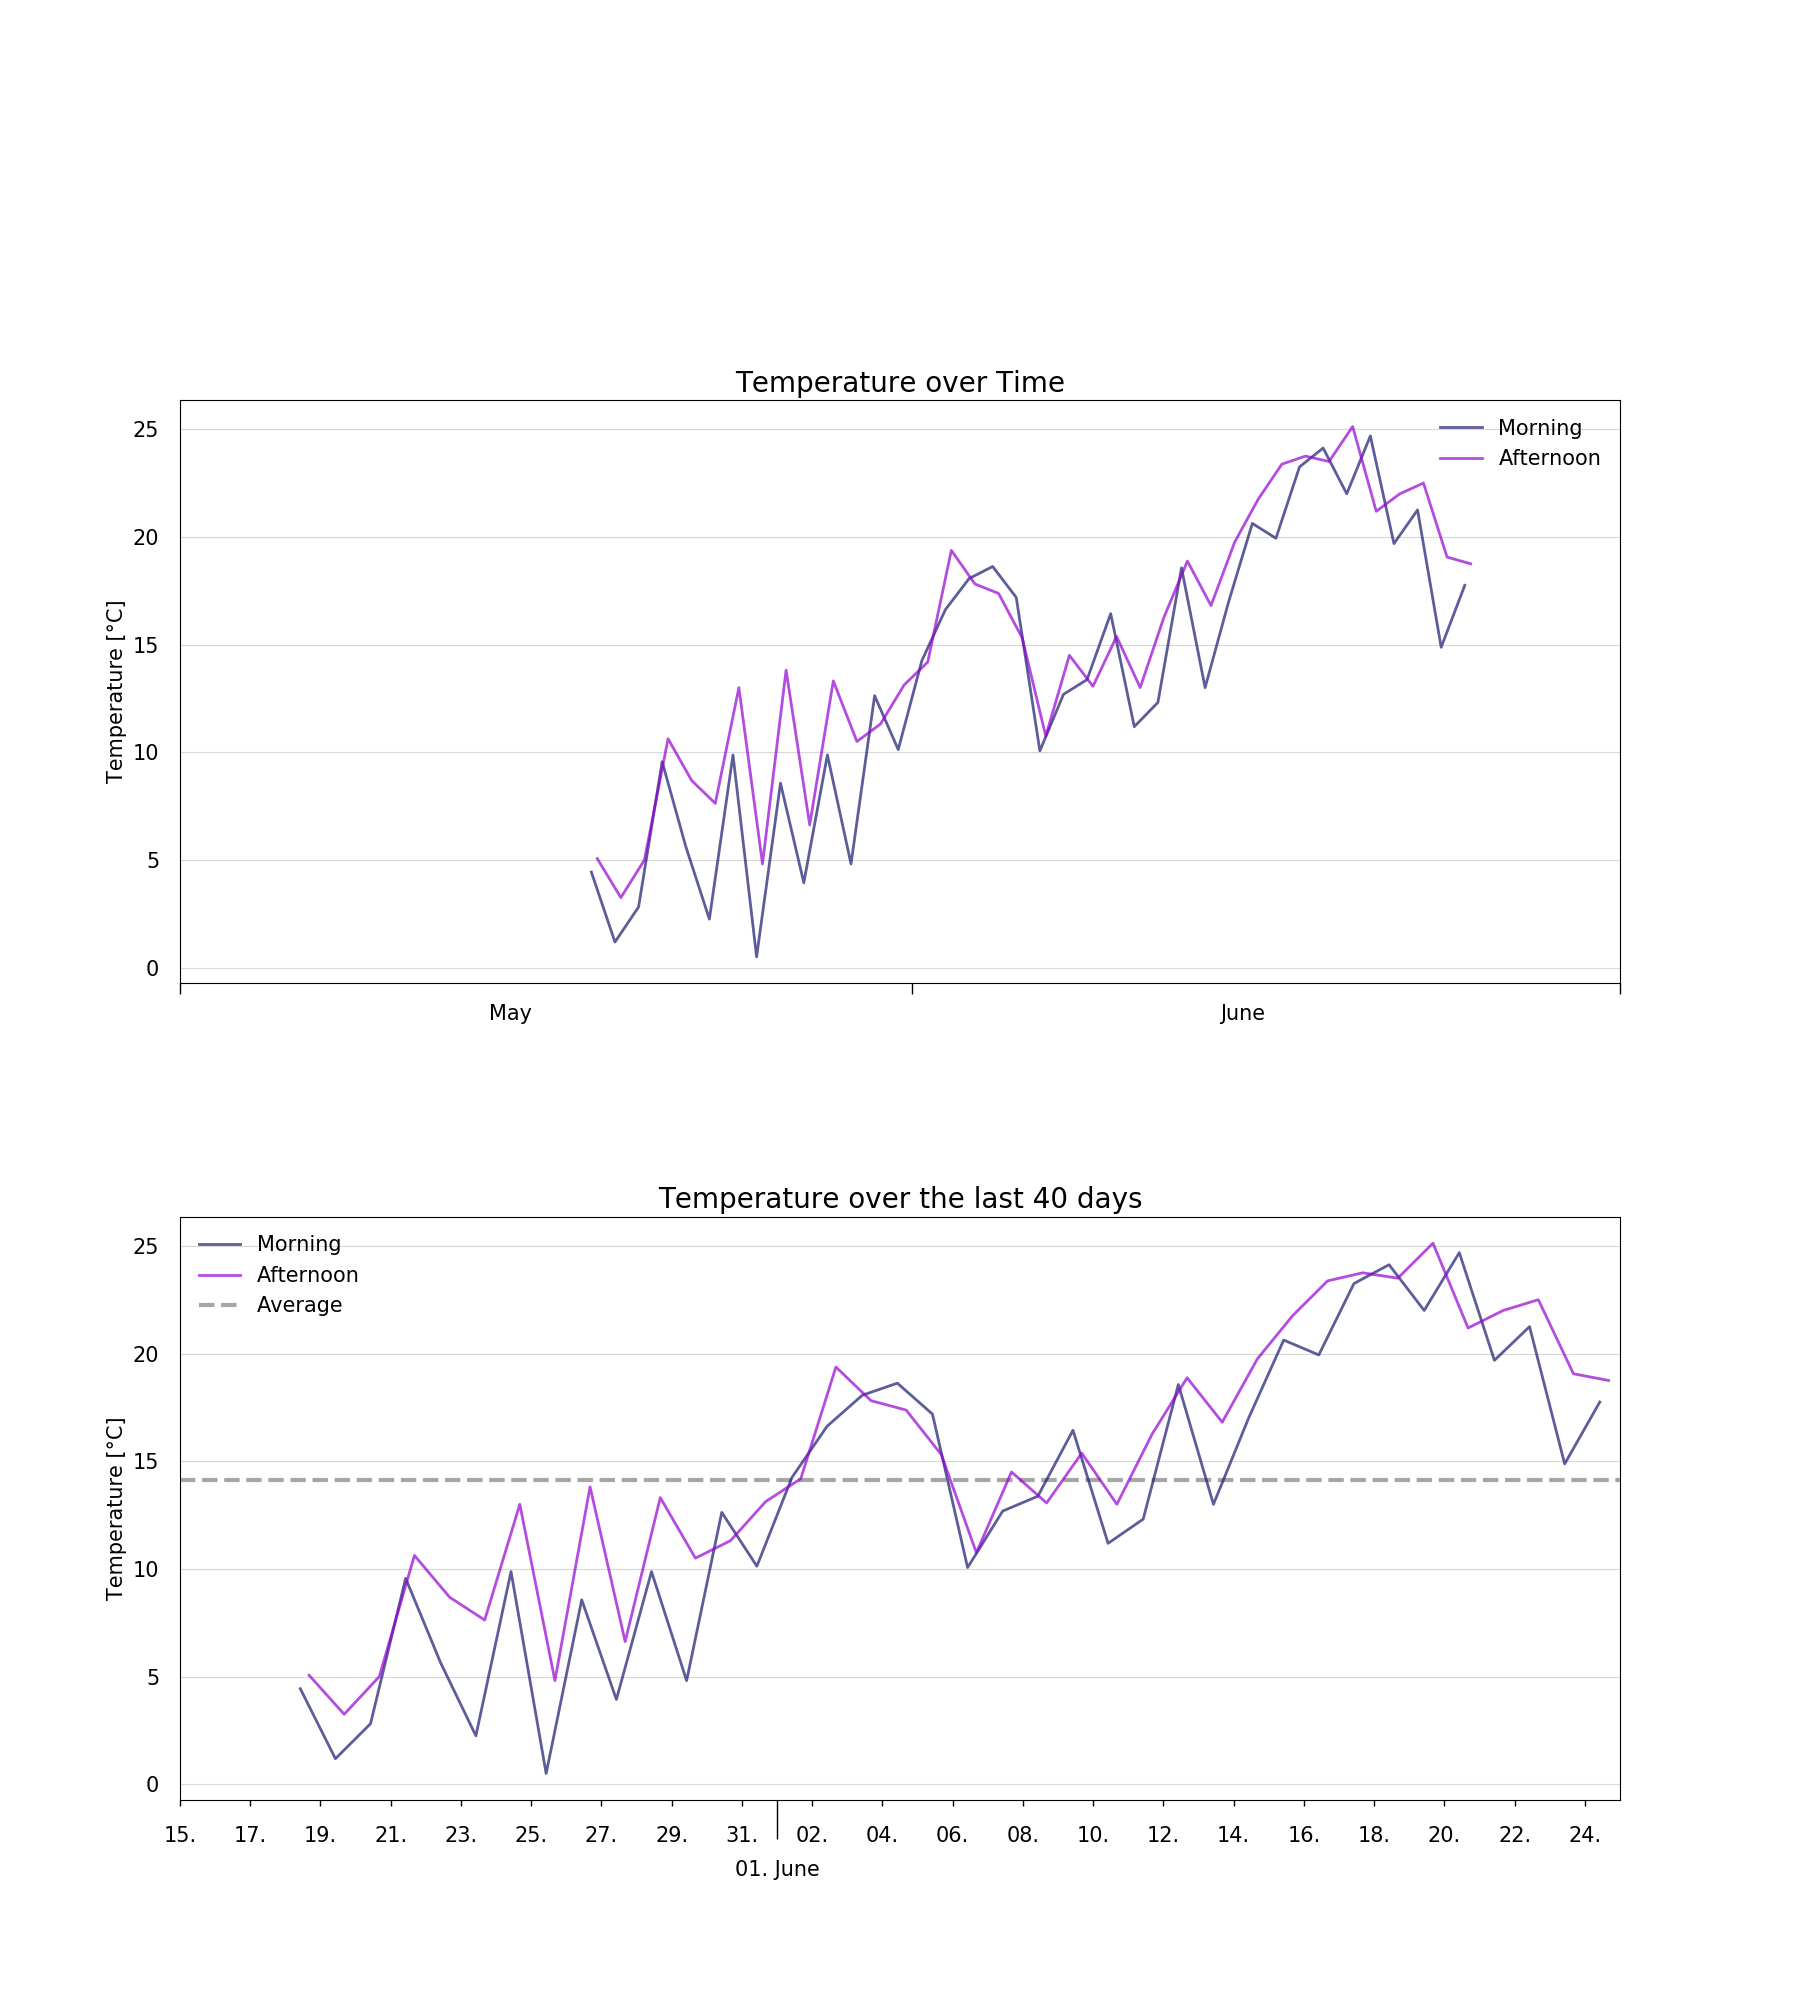 Temperature over Time
Temperature [°C]
25
20
15
10
5
0
Morning
Afternoon
May June
Temperature over the last 40 days
Temperature [°C]
25
20
15
10
5
0
Morning
Afternoon
Average
15. 17. 19. 21. 23. 25. 27. 29. 31. 02. 04. 06. 08. 10. 12. 14. 16. 18. 20. 22. 24.
01. June